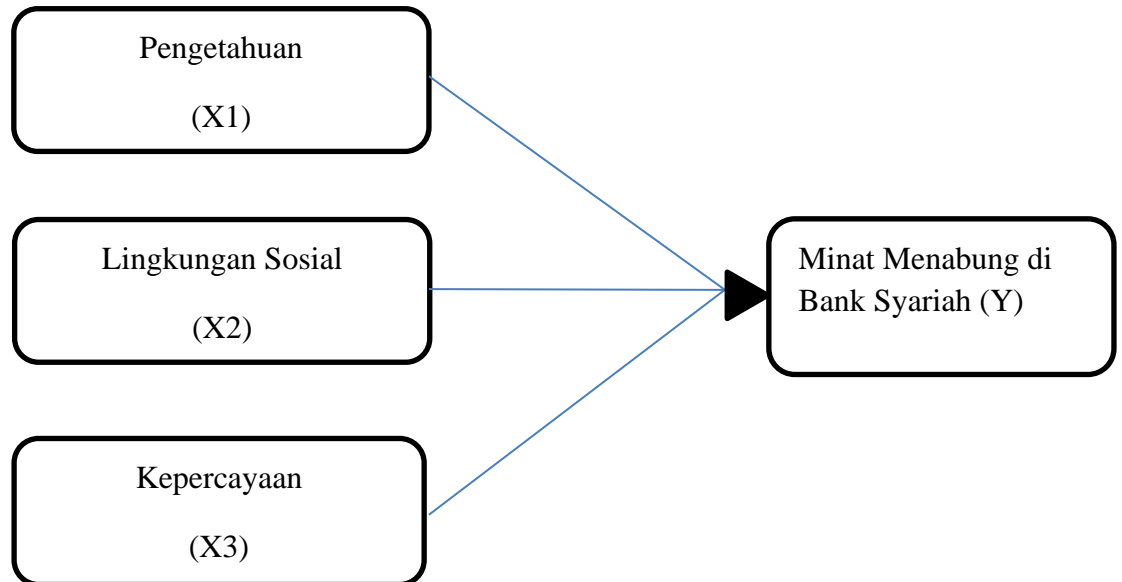 Pengetahuan
(X1)
Lingkungan Sosial
(X2)
Minat Menabung di
Bank Syariah (Y)
Kepercayaan
(X3)